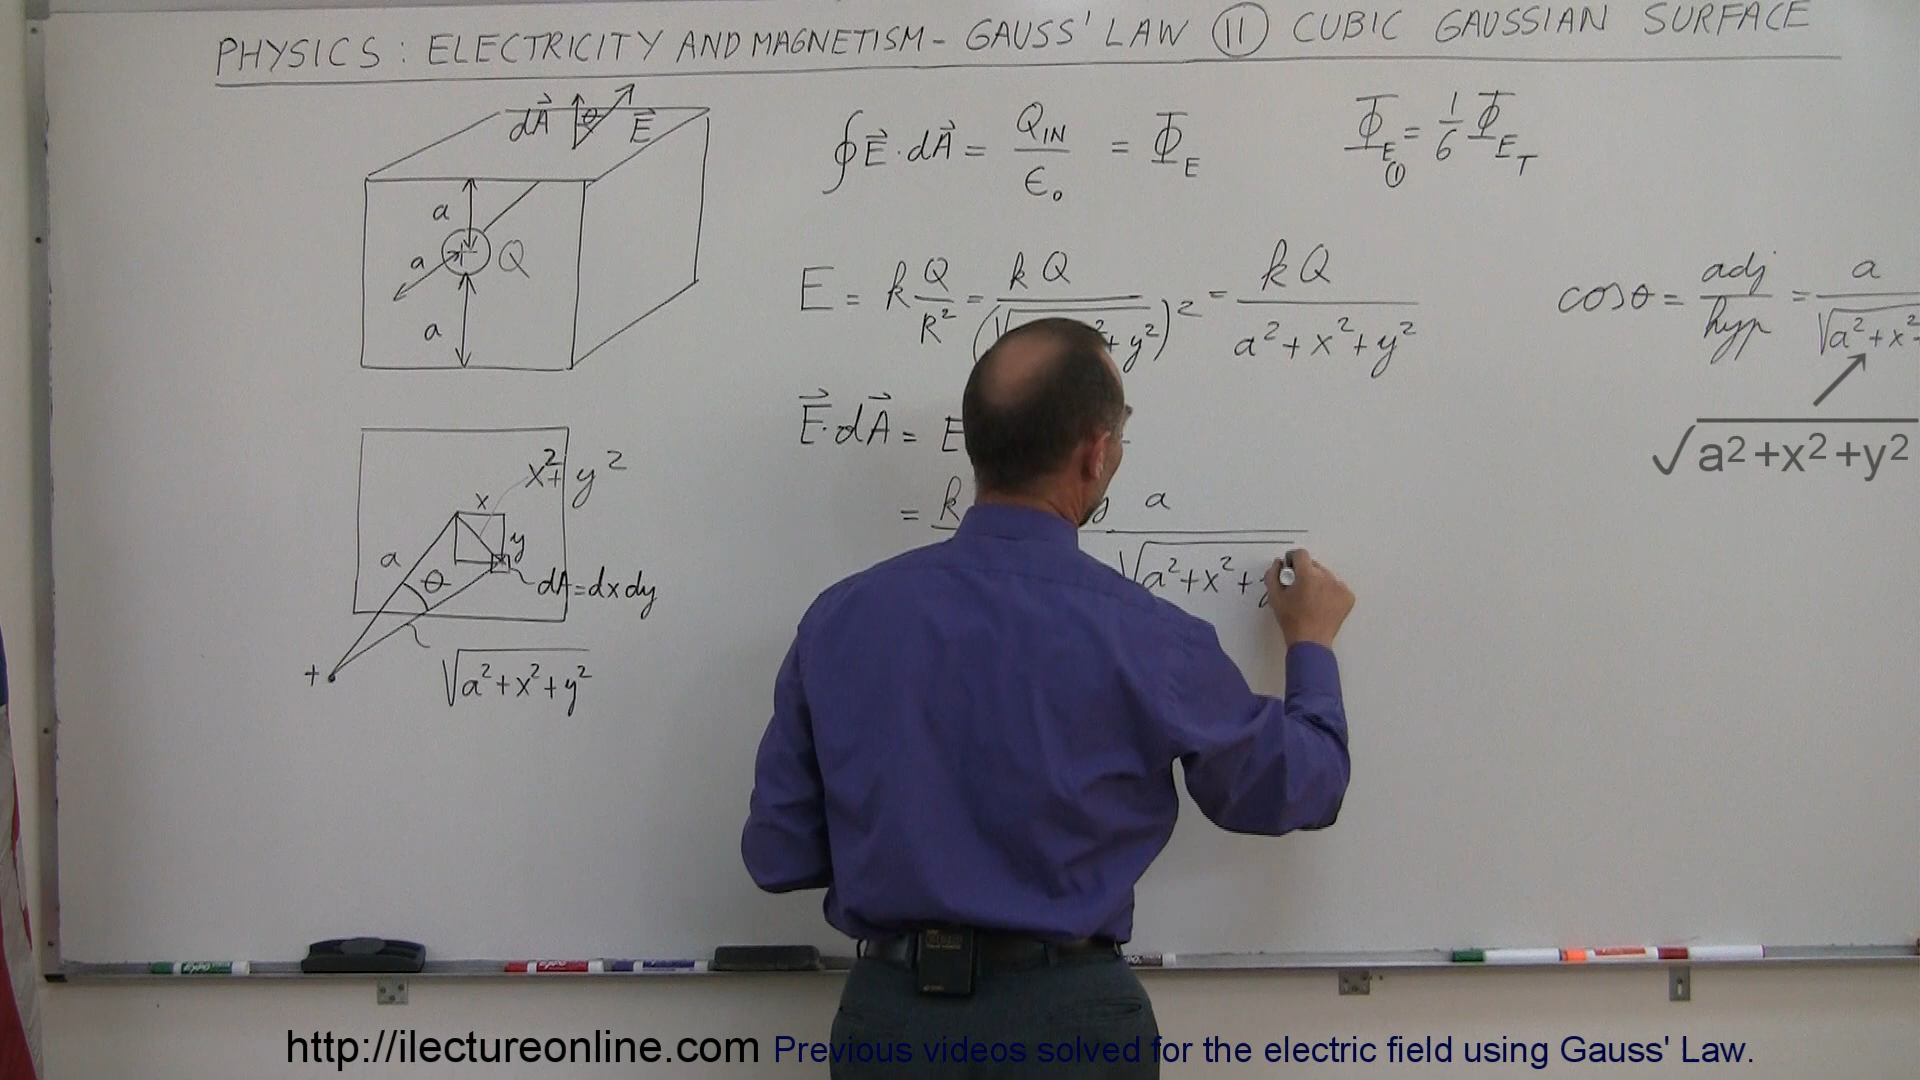 PHYSICS: ELECTRICITY AND MAGNETISM - GAUSS' LAW ⑪ CUBIC GAUSSIAN SURFACE
dA⃗ θ E⃗
a
a Q
a
∮E⃗·dA⃗ = Q_IN/ε₀ = Φ_E
Φ_E① = 1/6 Φ_E_T
E = k Q/R² = kQ/(√ ²+y²)² = kQ/(a²+x²+y²)
cosθ = adj/hyp = a/√a²+x²
√a²+x²+y²
E⃗·dA⃗ = E
= k a
√a²+x²+
x²+y²
x
y
a θ
dA=dxdy
+
√a²+x²+y²
http://ilectureonline.com Previous videos solved for the electric field using Gauss' Law.